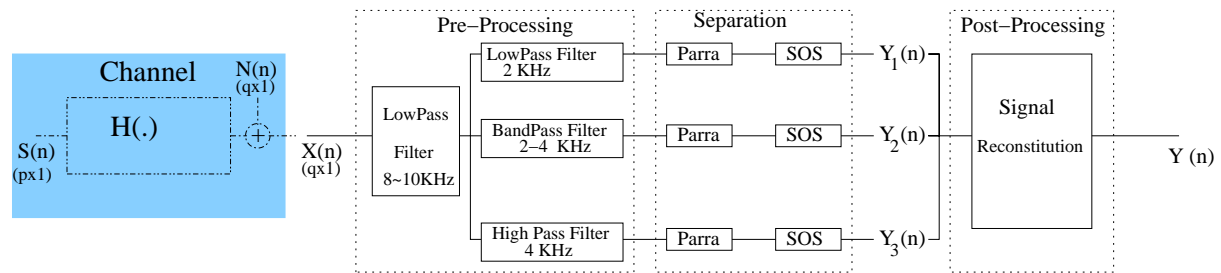 Pre−Processing
Separation
Post−Processing
Channel
N(n)
(qx1)
H(.)
+
S(n)
(px1)
X(n)
(qx1)
LowPass
Filter
8~10KHz
LowPass Filter
2 KHz
BandPass Filter
2−4 KHz
High Pass Filter
4 KHz
Parra
SOS
Y1(n)
Parra
SOS
Y2(n)
Parra
SOS
Y3(n)
Signal
Reconstitution
Y (n)